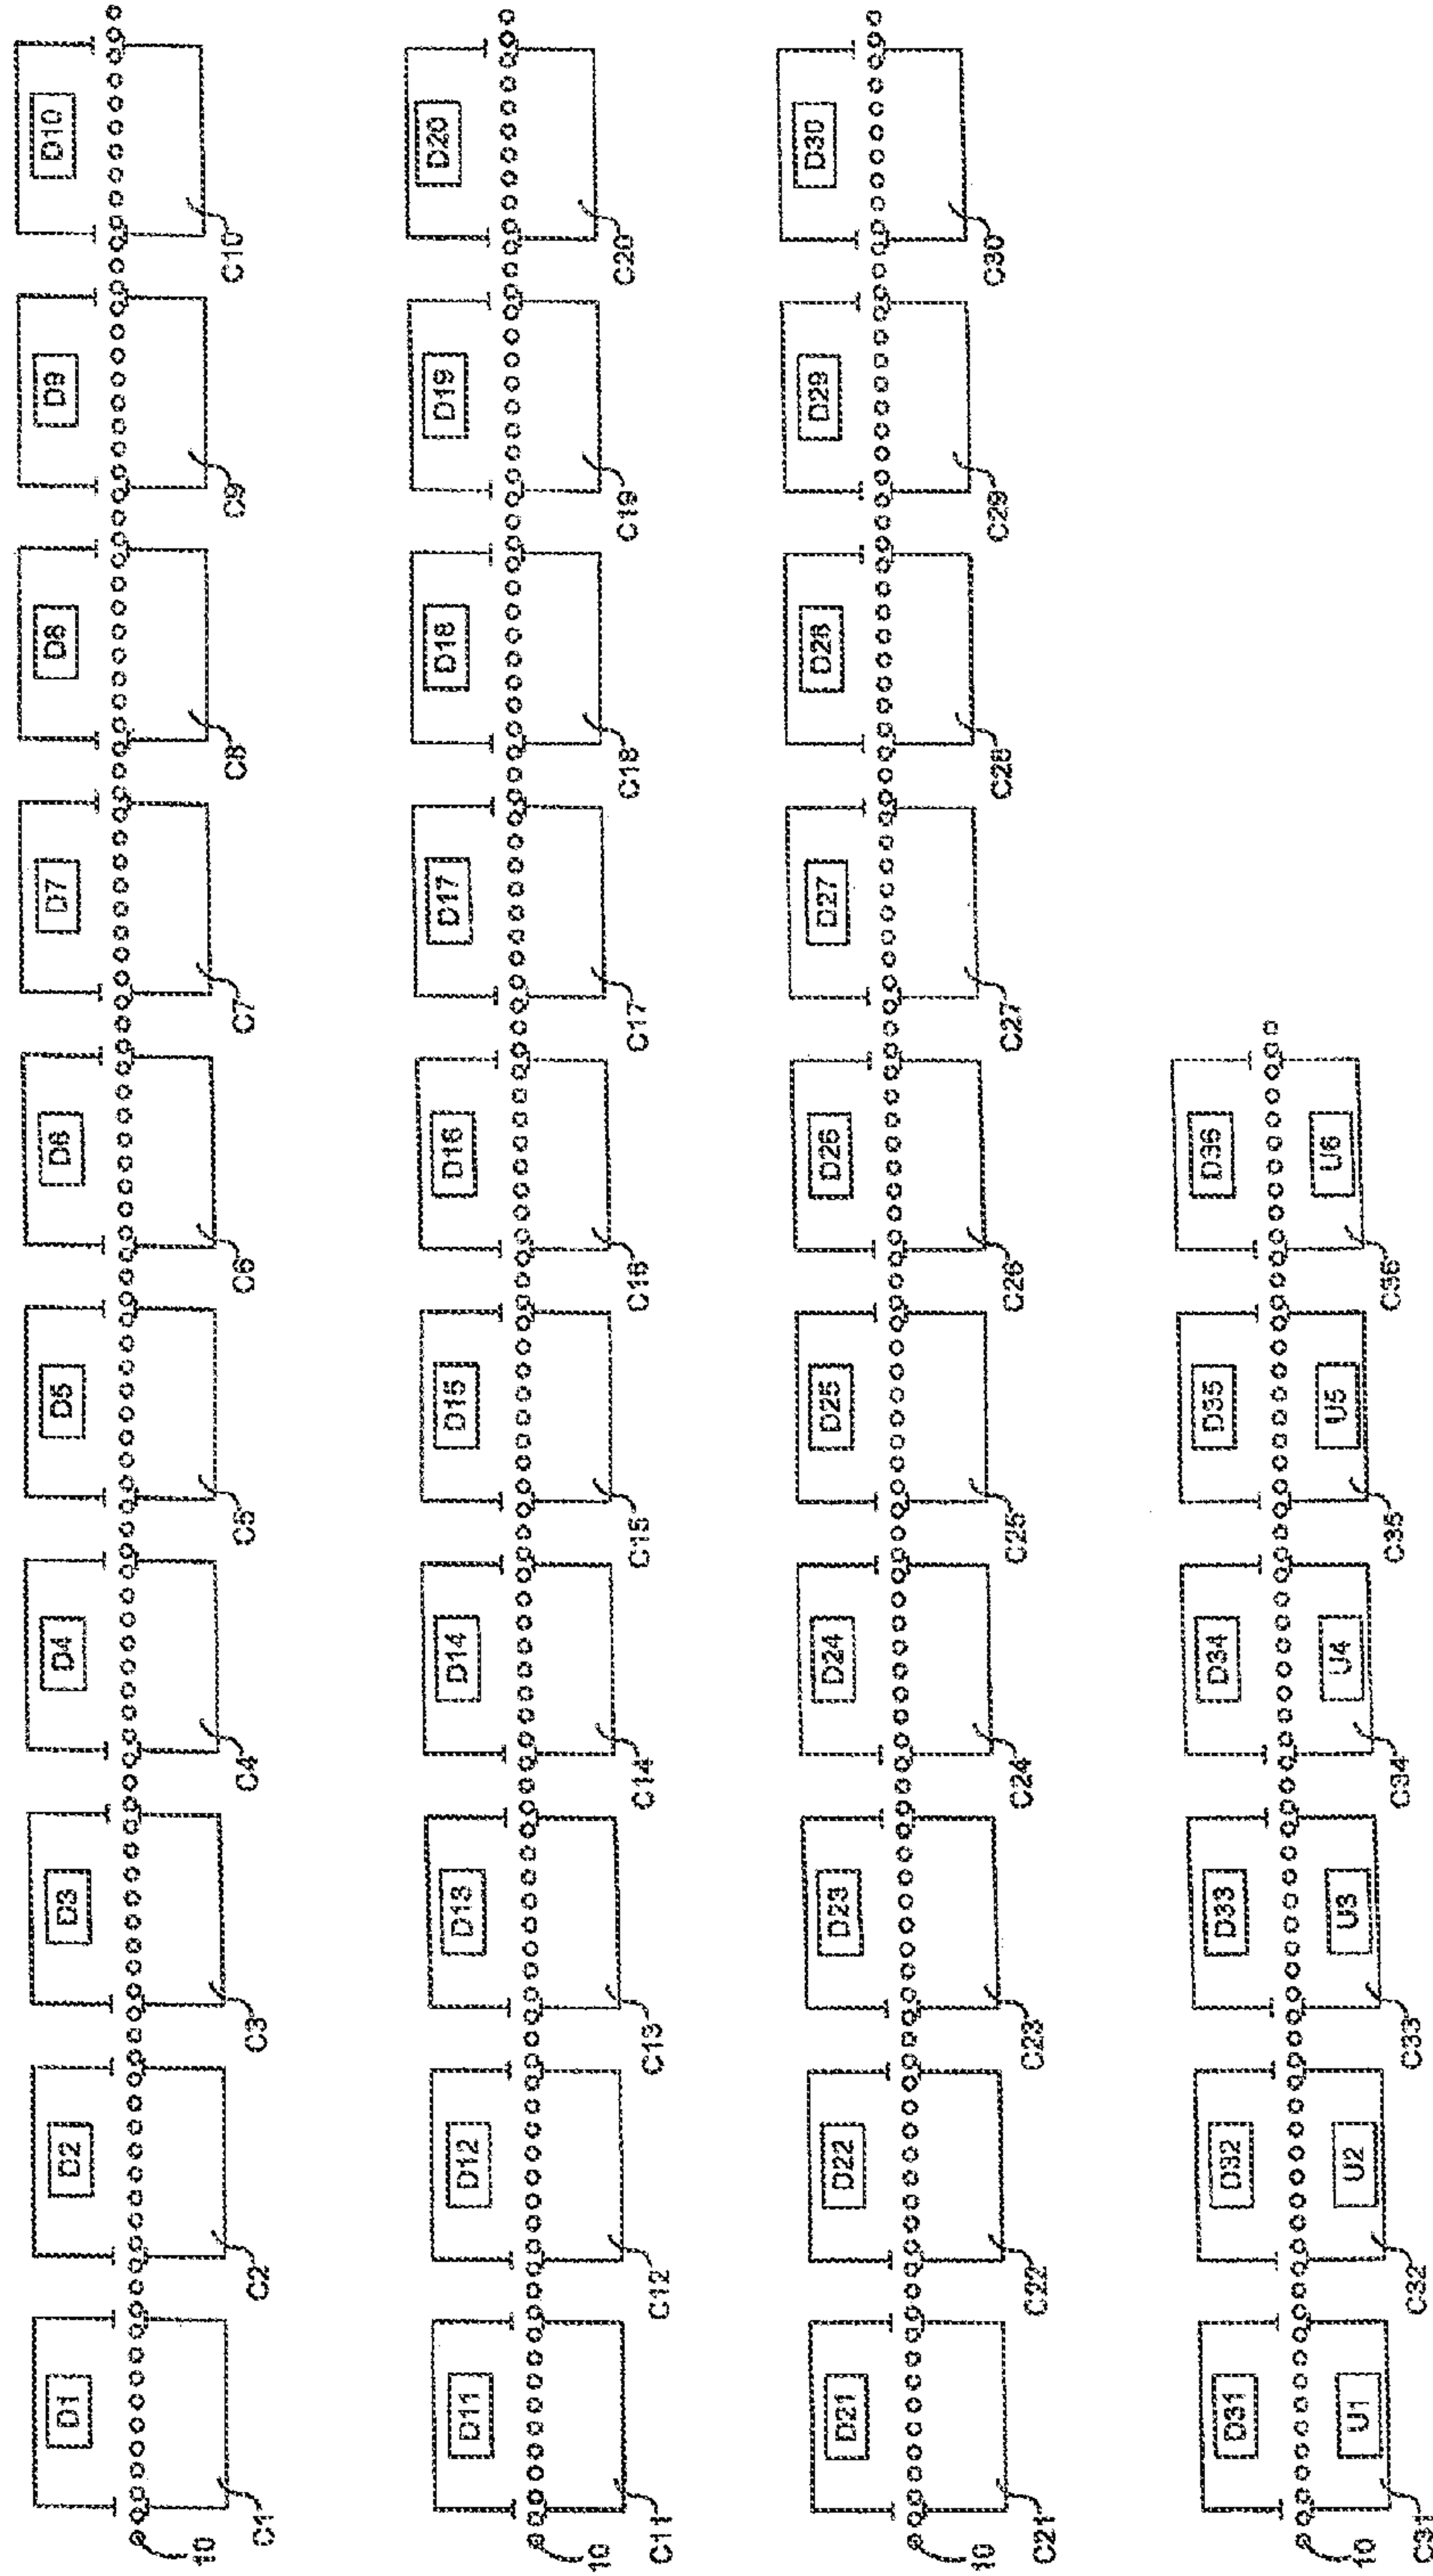 D1 D2 D3 D4 D5 D6 D7 D8 D9 D10
10 C1 C2 C3 C4 C5 C6 C7 C8 C9 C10
D11 D12 D13 D14 D15 D16 D17 D18 D19 D20
10 C11 C12 C13 C14 C15 C16 C17 C18 C19 C20
D21 D22 D23 D24 D25 D26 D27 D28 D29 D30
10 C21 C22 C23 C24 C25 C26 C27 C28 C29 C30
D31 D32 D33 D34 D35 D36
U1 U2 U3 U4 U5 U6
10 C31 C32 C33 C34 C35 C36